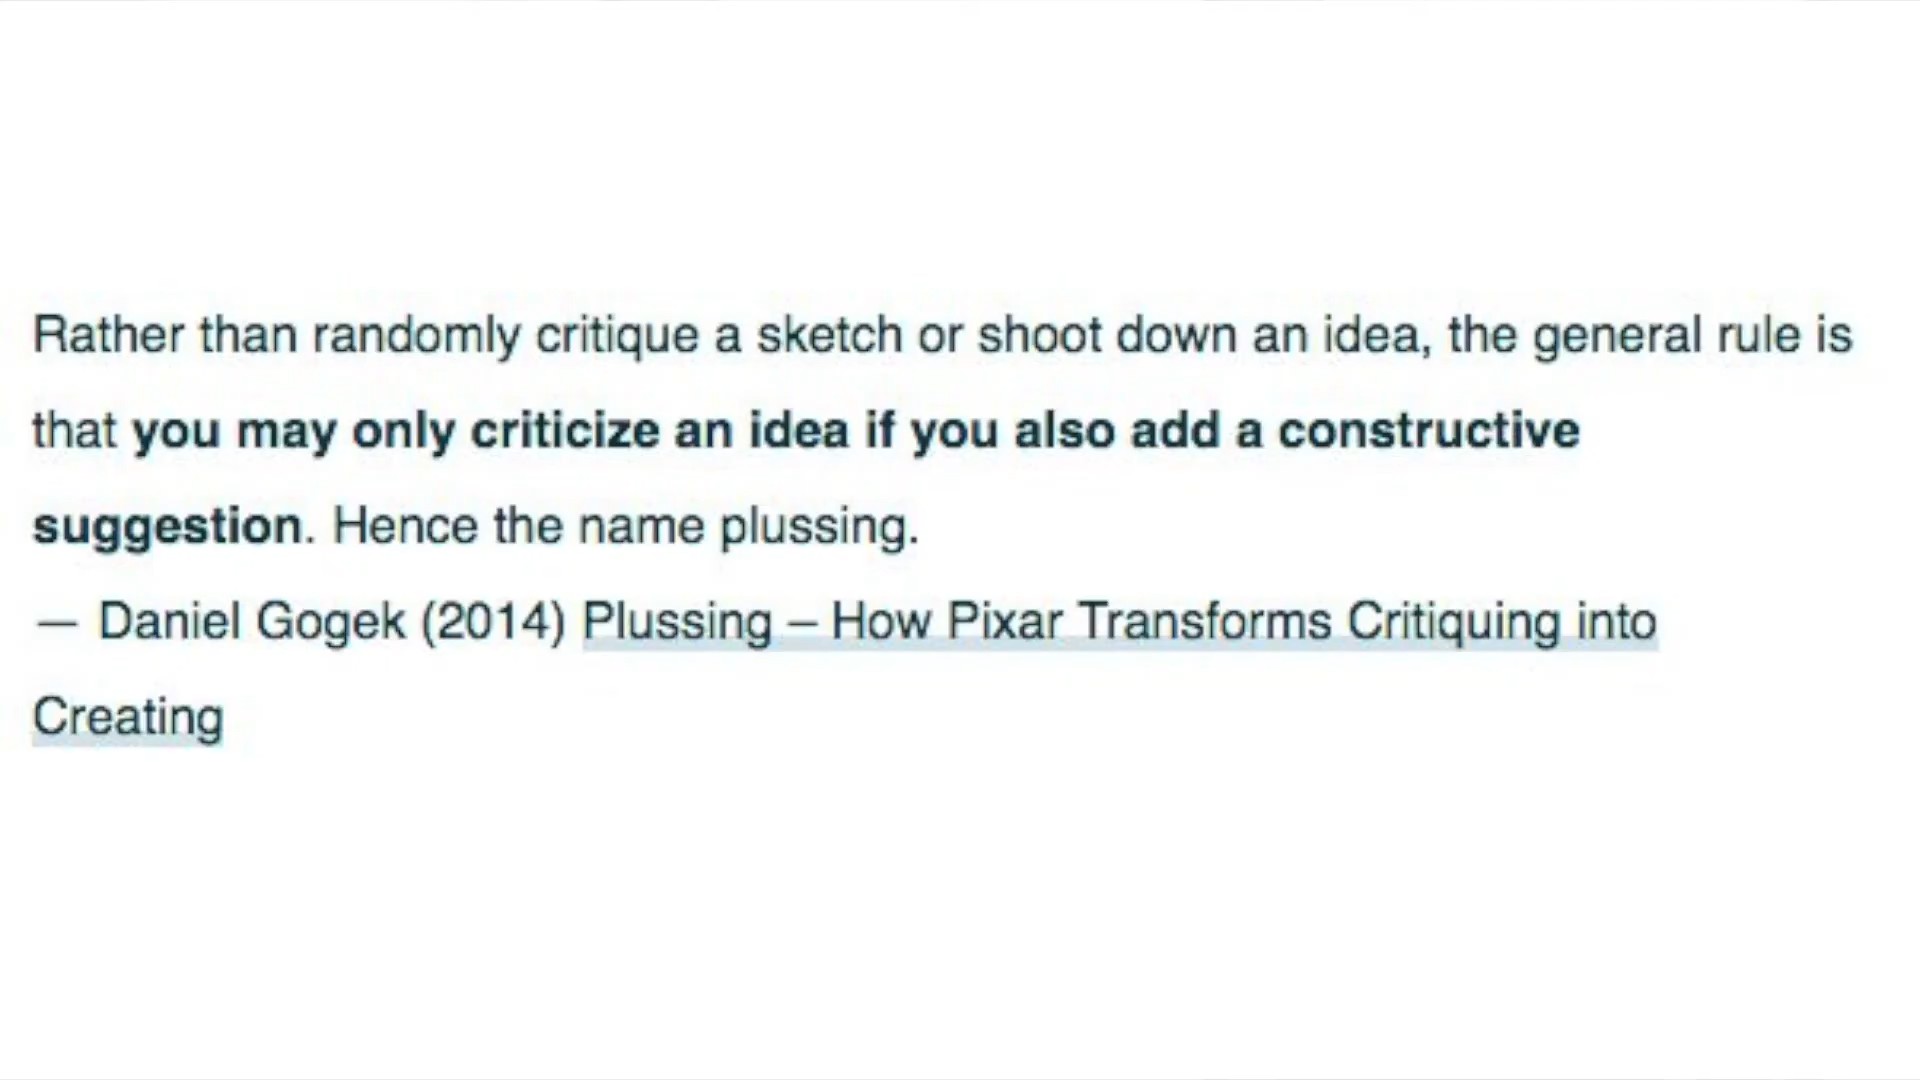 Rather than randomly critique a sketch or shoot down an idea, the general rule is
that you may only criticize an idea if you also add a constructive
suggestion. Hence the name plussing.
— Daniel Gogek (2014) Plussing – How Pixar Transforms Critiquing into
Creating